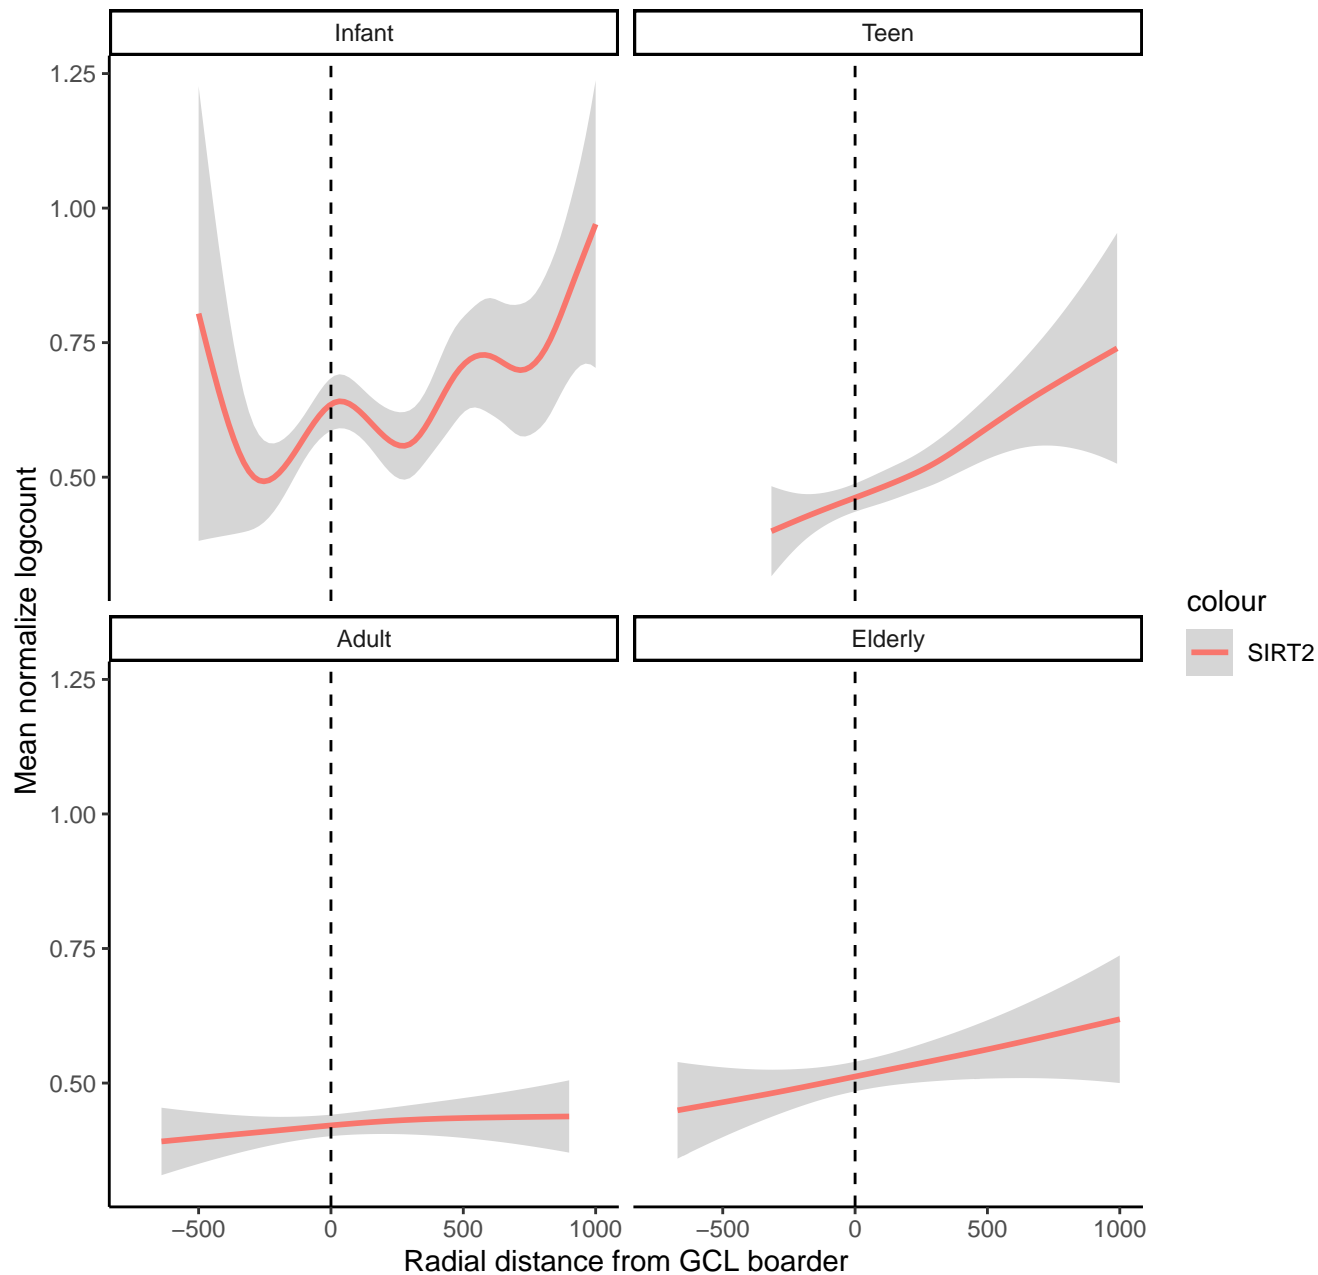 Infant
Teen
1.25
1.00
0.75
0.50
Adult
Elderly
1.25
1.00
0.75
0.50
−500
0
500
1000
−500
0
500
1000
Radial distance from GCL boarder
Mean normalize logcount
colour
SIRT2